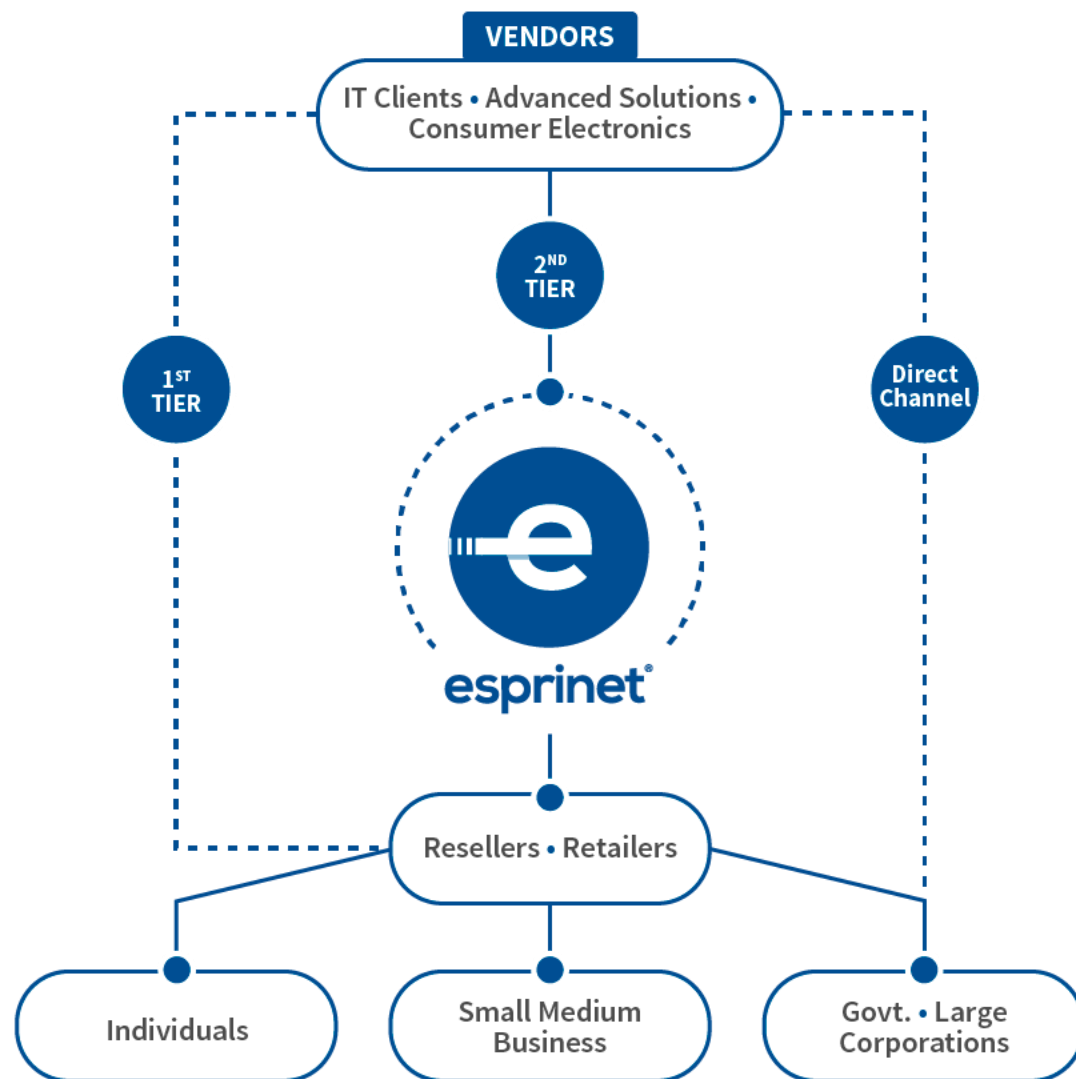 VENDORS
IT Clients • Advanced Solutions •
Consumer Electronics
2ND
TIER
1ST
TIER
Direct
Channel
e
esprinet®
Resellers • Retailers
Individuals
Small Medium
Business
Govt. • Large
Corporations